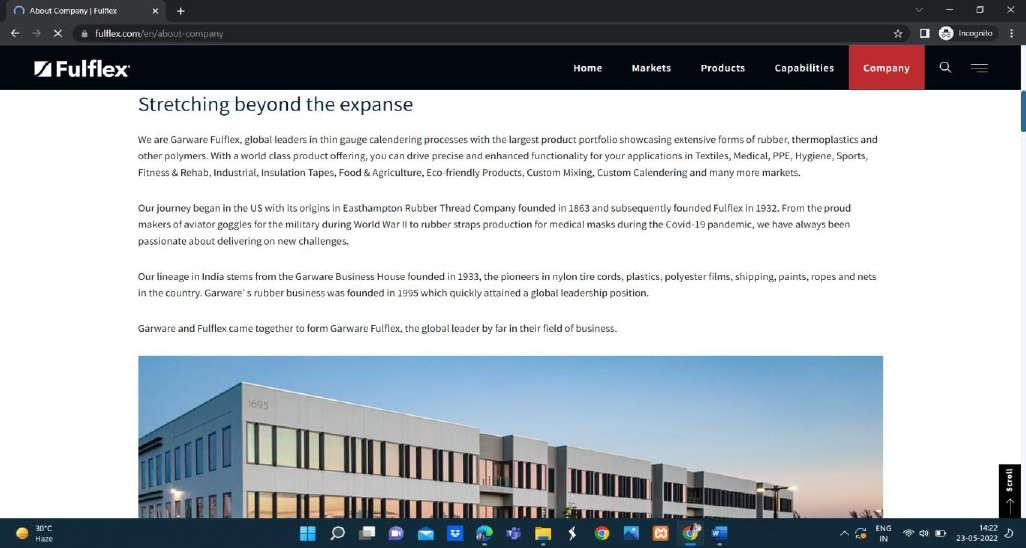 About Company | Fulflex
fulflex.com/en/about-company
Incognito
Fulflex
Home
Markets
Products
Capabilities
Company
Stretching beyond the expanse
We are Garware Fulflex, global leaders in thin gauge calendering processes with the largest product portfolio showcasing extensive forms of rubber, thermoplastics and
other polymers. With a world class product offering, you can drive precise and enhanced functionality for your applications in Textiles, Medical, PPE, Hygiene, Sports,
Fitness & Rehab, Industrial, Insulation Tapes, Food & Agriculture, Eco-friendly Products, Custom Mixing, Custom Calendering and many more markets.
Our journey began in the US with its origins in Easthampton Rubber Thread Company founded in 1863 and subsequently founded Fulflex in 1932. From the proud
makers of aviator goggles for the military during World War II to rubber straps production for medical masks during the Covid-19 pandemic, we have always been
passionate about delivering on new challenges.
Our lineage in India stems from the Garware Business House founded in 1933, the pioneers in nylon tire cords, plastics, polyester films, shipping, paints, ropes and nets
in the country. Garware' s rubber business was founded in 1995 which quickly attained a global leadership position.
Garware and Fulflex came together to form Garware Fulflex, the global leader by far in their field of business.
1695
Scroll
30°C
Haze
ENG
IN
14:22
23-05-2022